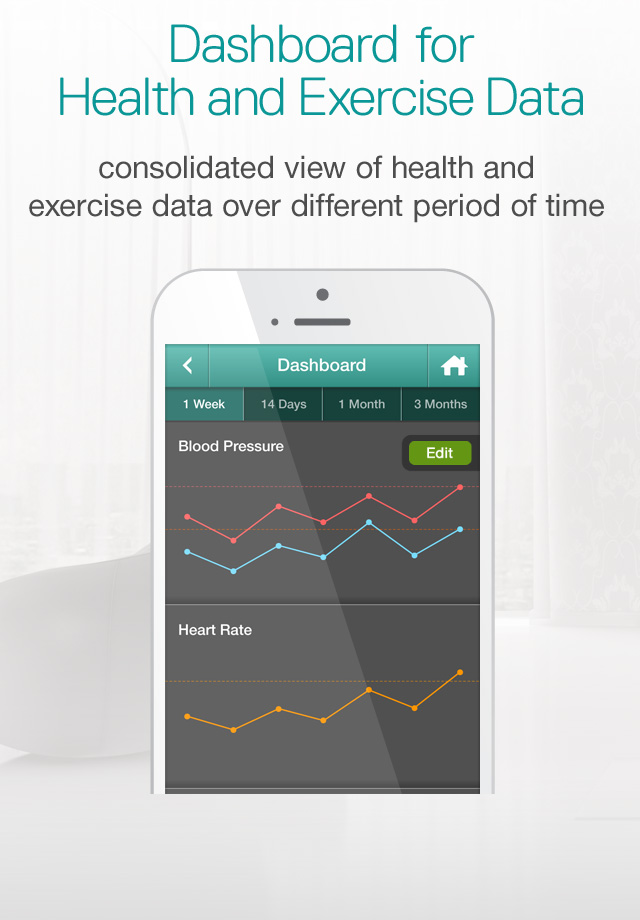 Dashboard for
Health and Exercise Data
consolidated view of health and
exercise data over different period of time
Dashboard
1 Week 14 Days 1 Month 3 Months
Blood Pressure Edit
Heart Rate